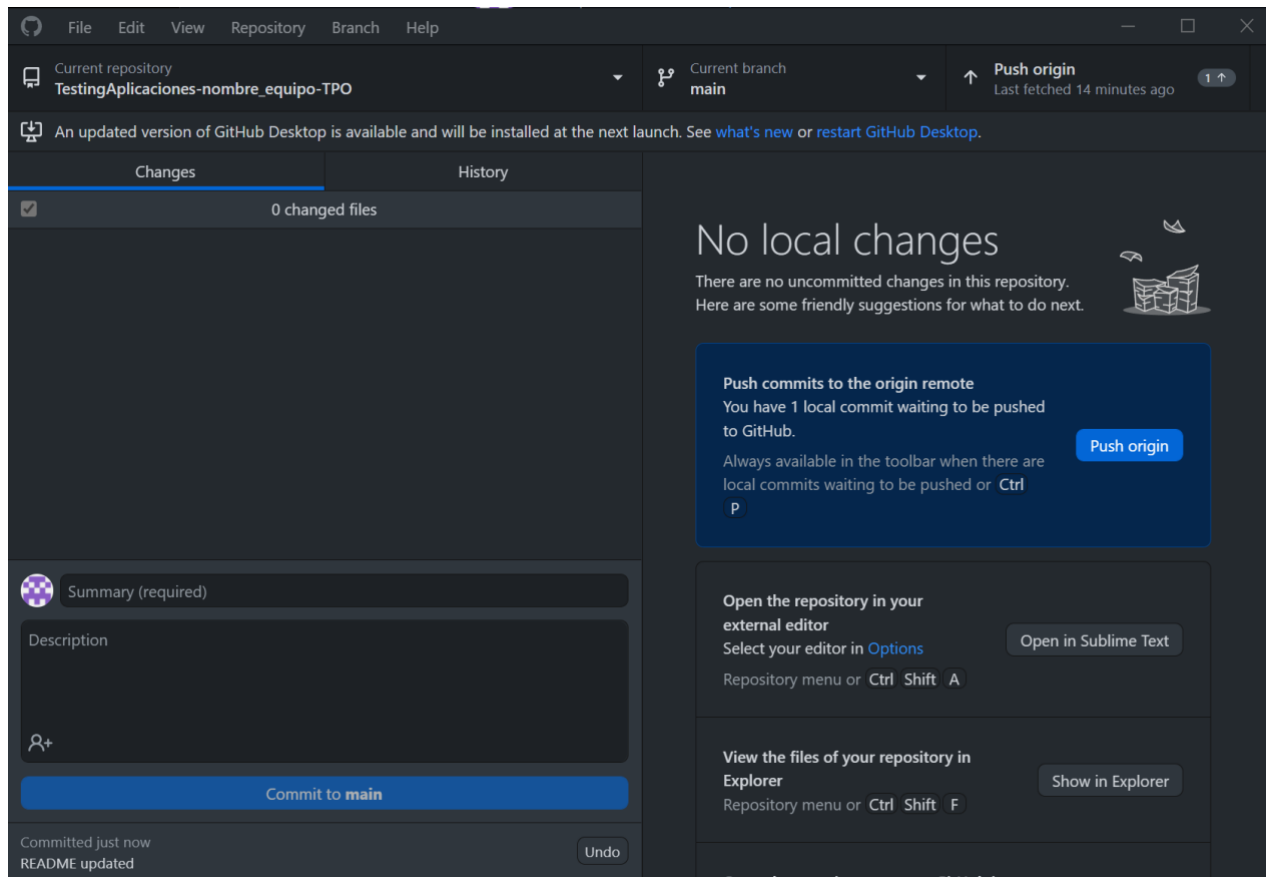 File Edit View Repository Branch Help
Current repository
TestingAplicaciones-nombre_equipo-TPO
Current branch
main
Push origin
Last fetched 14 minutes ago
1
An updated version of GitHub Desktop is available and will be installed at the next launch. See what's new or restart GitHub Desktop.
Changes
History
0 changed files
No local changes
There are no uncommitted changes in this repository.
Here are some friendly suggestions for what to do next.
Push commits to the origin remote
You have 1 local commit waiting to be pushed
to GitHub.
Always available in the toolbar when there are
local commits waiting to be pushed or Ctrl
P
Push origin
Open the repository in your
external editor
Select your editor in Options
Repository menu or Ctrl Shift A
Open in Sublime Text
View the files of your repository in
Explorer
Repository menu or Ctrl Shift F
Show in Explorer
Summary (required)
Description
Commit to main
Committed just now
README updated
Undo